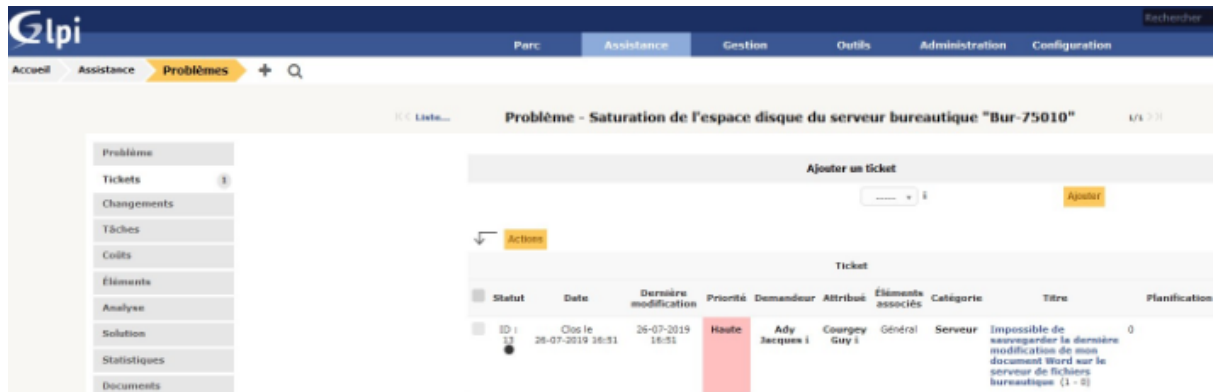 Glpi
Rechercher
Parc Assistance Gestion Outils Administration Configuration
Accueil Assistance Problèmes
Liste...
Problème - Saturation de l'espace disque du serveur bureautique "Bur-75010"
1/1
Problème
Tickets 1
Changements
Tâches
Coûts
Éléments
Analyse
Solution
Statistiques
Documents
Ajouter un ticket
----- i Ajouter
Actions
Ticket
Statut Date Dernière modification Priorité Demandeur Attribué Éléments associés Catégorie Titre Planification
ID : 13 Clos le 26-07-2019 16:51 26-07-2019 16:51 Haute Ady Jacques i Courgey Guy i Général Serveur Impossible de sauvegarder la dernière modification de mon document Word sur le serveur de fichiers bureautique (1 - 0) 0